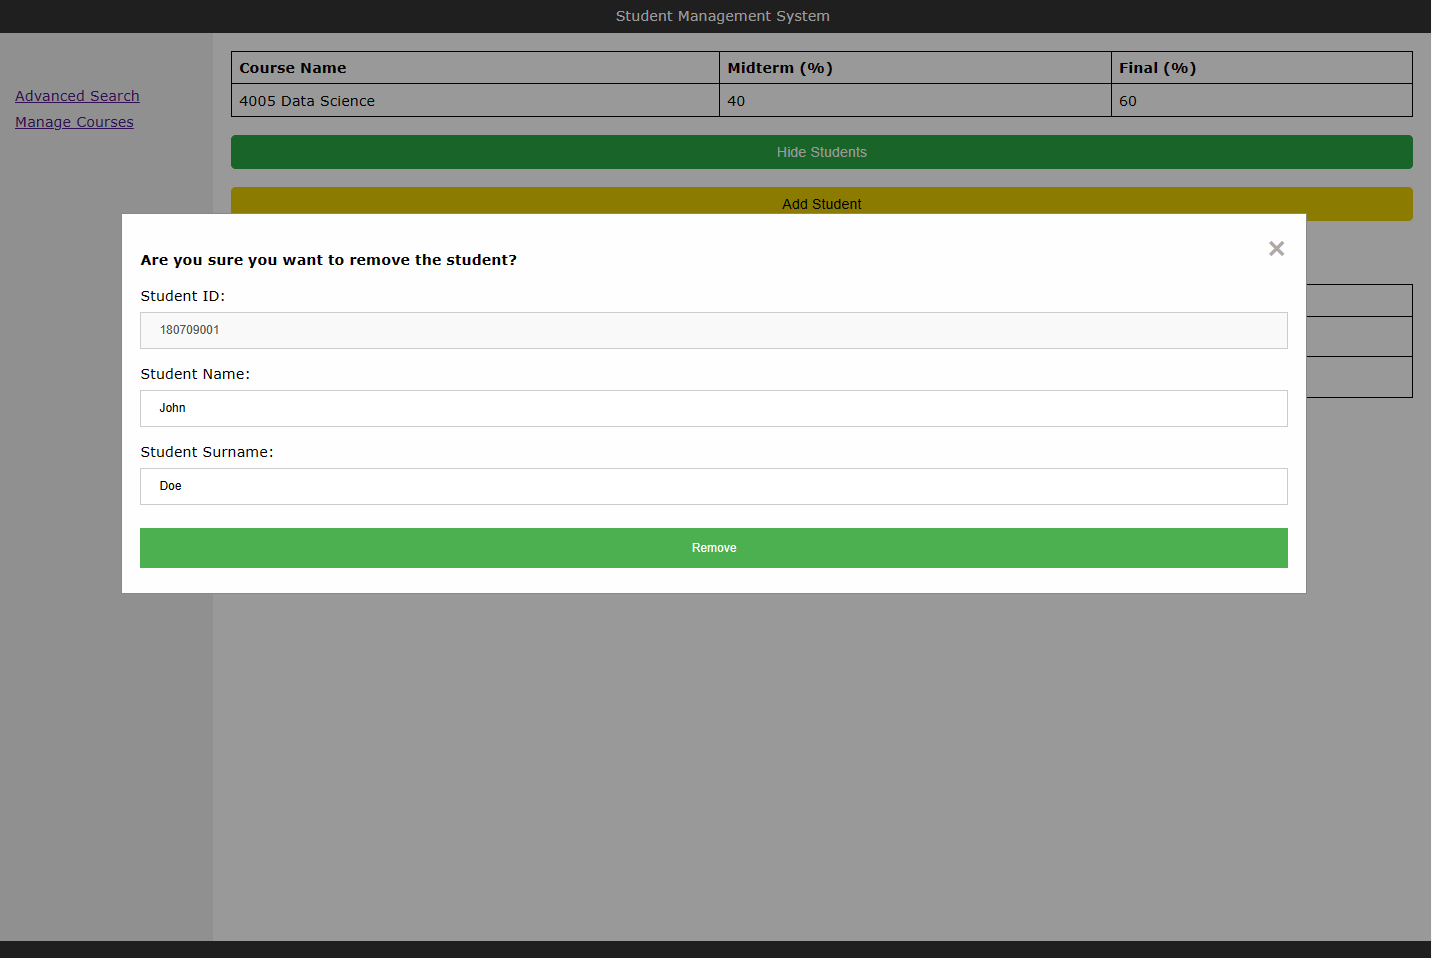 Student Management System
Advanced Search
Manage Courses
Course Name Midterm (%) Final (%)
4005 Data Science 40 60
Hide Students
Add Student
Are you sure you want to remove the student?
×
Student ID:
180709001
Student Name:
John
Student Surname:
Doe
Remove